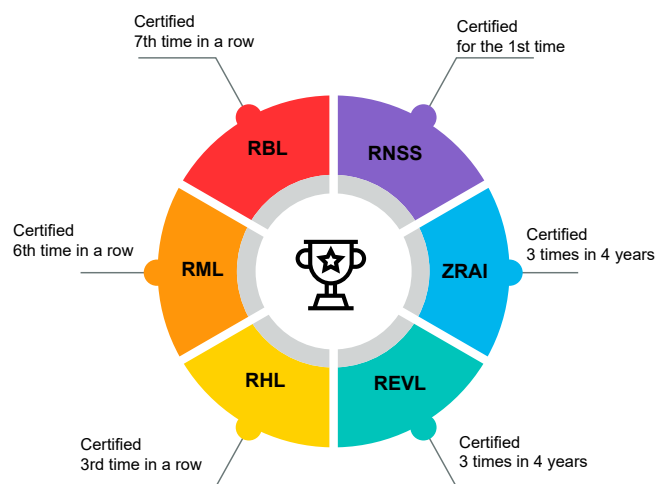 Certified
7th time in a row
Certified
for the 1st time
RBL
RNSS
Certified
6th time in a row
RML
ZRAI
Certified
3 times in 4 years
RHL
REVL
Certified
3rd time in a row
Certified
3 times in 4 years